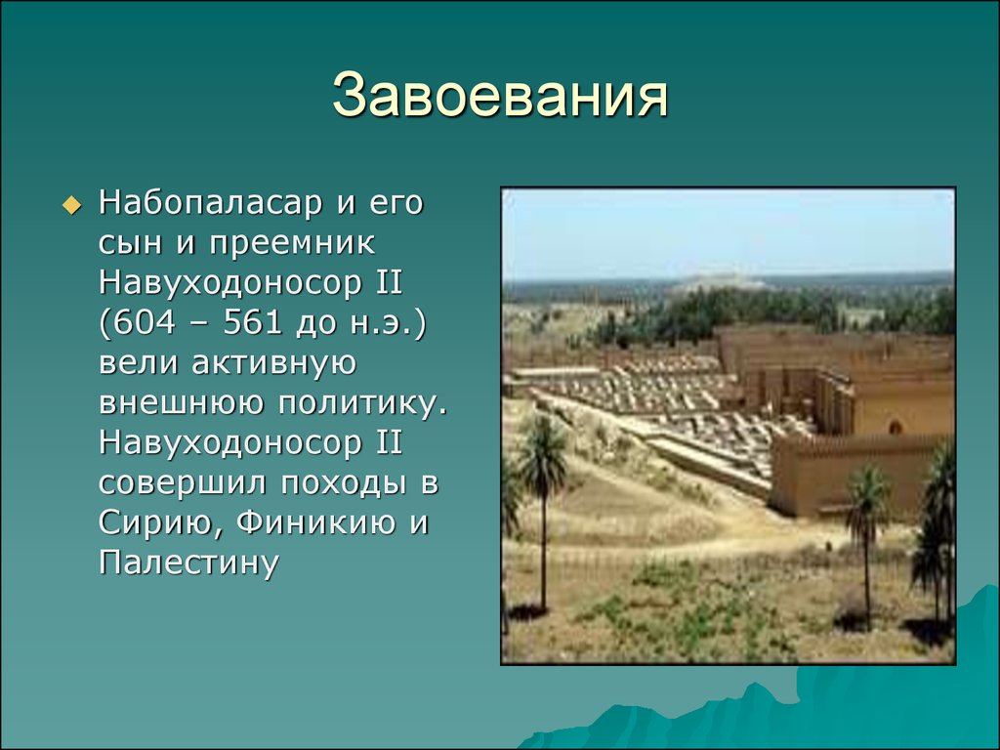 Завоевания
Набопаласар и его
сын и преемник
Навуходоносор II
(604 – 561 до н.э.)
вели активную
внешнюю политику.
Навуходоносор II
совершил походы в
Сирию, Финикию и
Палестину